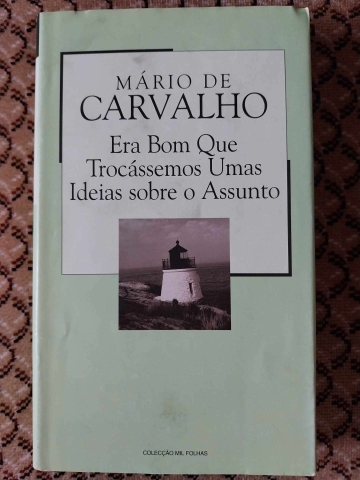 MÁRIO DE
CARVALHO
Era Bom Que
Trocássemos Umas
Ideias sobre o Assunto
COLECÇÃO MIL FOLHAS